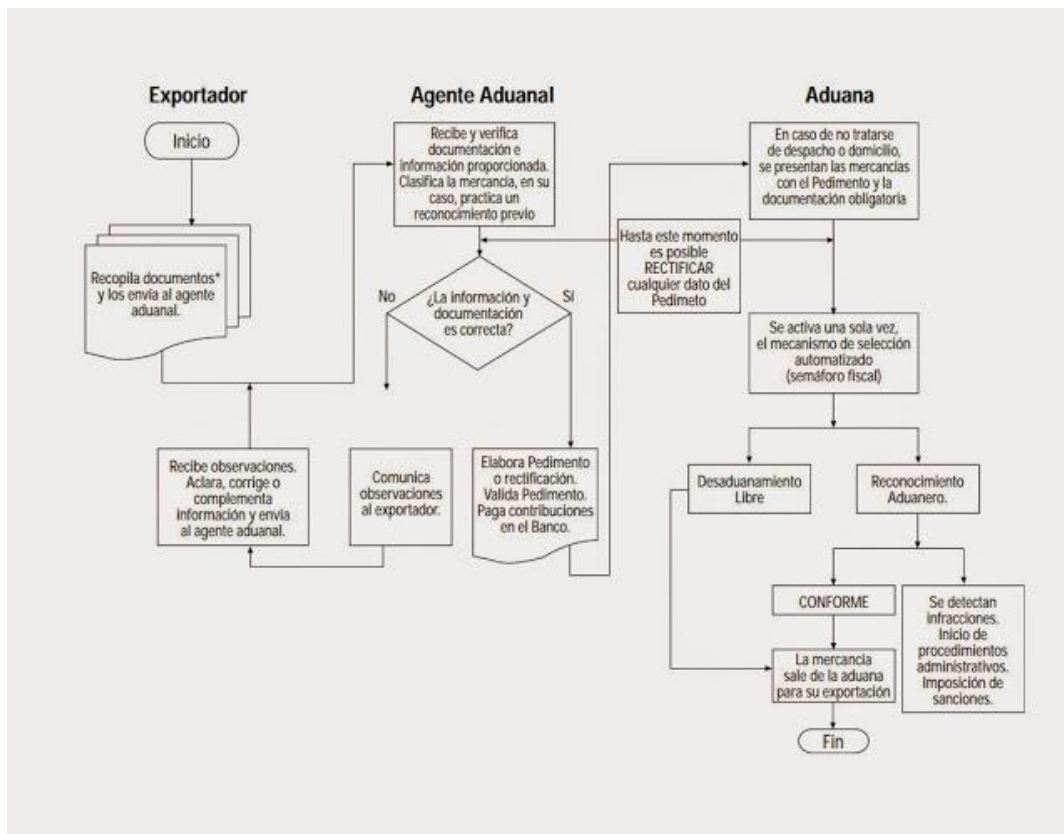 Exportador
Inicio
Recopila documentos*
y los envía al agente
aduanal.
Recibe observaciones.
Aclara, corrige o
complementa
información y envía
al agente aduanal.
Agente Aduanal
Recibe y verifica
documentación e
información proporcionada.
Clasifica la mercancía, en su
caso, practica un
reconocimiento previo
No
¿La información y
documentación
es correcta?
Sí
Comunica
observaciones
al exportador.
Elabora Pedimento
o rectificación.
Valida Pedimento.
Paga contribuciones
en el Banco.
Hasta este momento
es posible
RECTIFICAR
cualquier dato del
Pedimeto
Aduana
En caso de no tratarse
de despacho o domicilio,
se presentan las mercancías
con el Pedimento y la
documentación obligatoria
Se activa una sola vez,
el mecanismo de selección
automatizado
(semáforo fiscal)
Desaduanamiento
Libre
Reconocimiento
Aduanero.
CONFORME
Se detectan
infracciones.
Inicio de
procedimientos
administrativos.
Imposición de
sanciones.
La mercancía
sale de la aduana
para su exportación
Fin